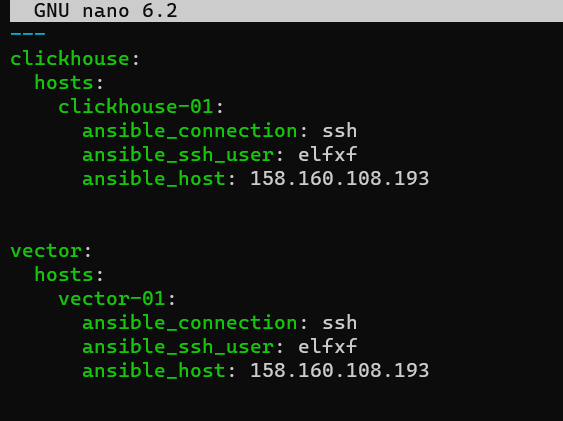 GNU nano 6.2
---
clickhouse:
  hosts:
    clickhouse-01:
      ansible_connection: ssh
      ansible_ssh_user: elfxf
      ansible_host: 158.160.108.193
vector:
  hosts:
    vector-01:
      ansible_connection: ssh
      ansible_ssh_user: elfxf
      ansible_host: 158.160.108.193